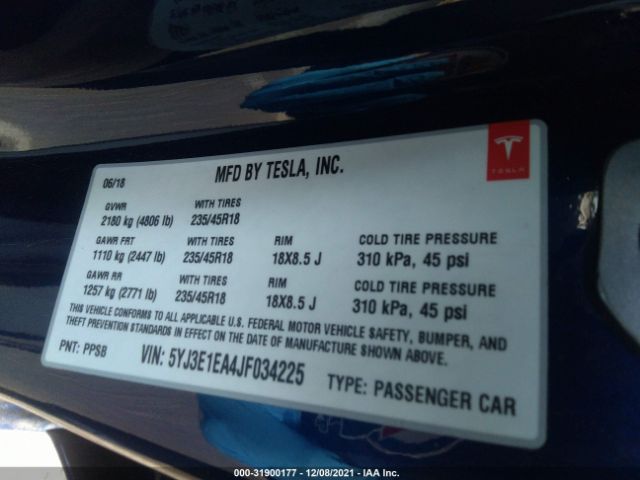 06/18 MFD BY TESLA, INC.
TESLA
GVWR WITH TIRES
2180 kg (4806 lb) 235/45R18
GAWR FRT WITH TIRES RIM COLD TIRE PRESSURE
1110 kg (2447 lb) 235/45R18 18X8.5 J 310 kPa, 45 psi
GAWR RR WITH TIRES RIM COLD TIRE PRESSURE
1257 kg (2771 lb) 235/45R18 18X8.5 J 310 kPa, 45 psi
THIS VEHICLE CONFORMS TO ALL APPLICABLE U.S. FEDERAL MOTOR VEHICLE SAFETY, BUMPER, AND
THEFT PREVENTION STANDARDS IN EFFECT ON THE DATE OF MANUFACTURE SHOWN ABOVE.
PNT: PPSB VIN: 5YJ3E1EA4JF034225 TYPE: PASSENGER CAR
000-31900177 - 12/08/2021 - IAA Inc.